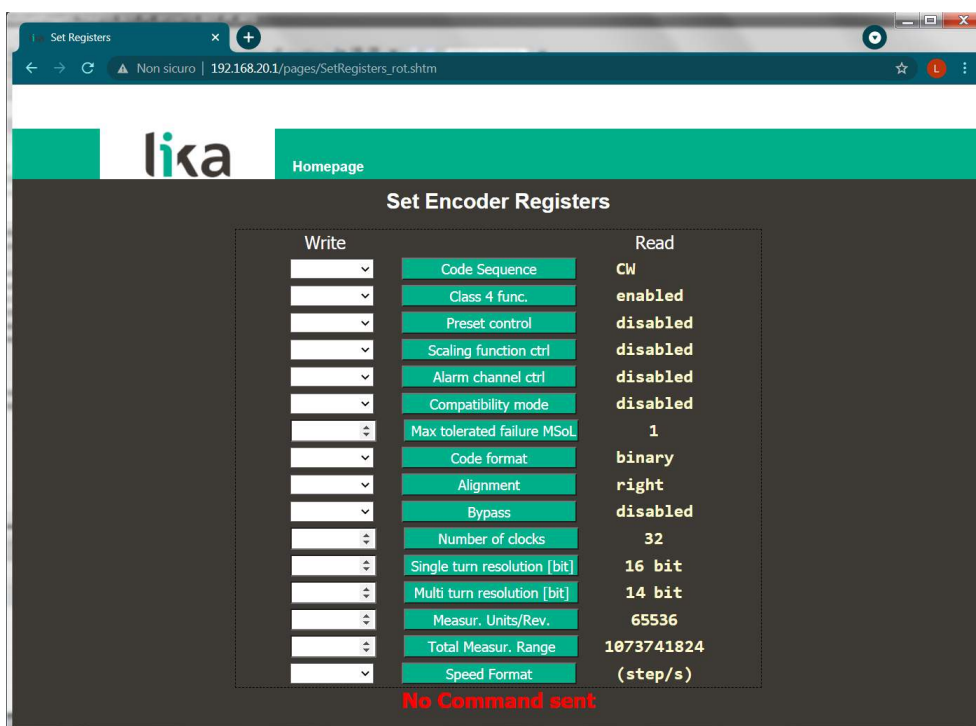 Set Registers
Non sicuro | 192.168.20.1/pages/SetRegisters_rot.shtm
L
lika
Homepage
Set Encoder Registers
Write Read
Code Sequence CW
Class 4 func. enabled
Preset control disabled
Scaling function ctrl disabled
Alarm channel ctrl disabled
Compatibility mode disabled
Max tolerated failure MSoL 1
Code format binary
Alignment right
Bypass disabled
Number of clocks 32
Single turn resolution [bit] 16 bit
Multi turn resolution [bit] 14 bit
Measur. Units/Rev. 65536
Total Measur. Range 1073741824
Speed Format (step/s)
No Command sent